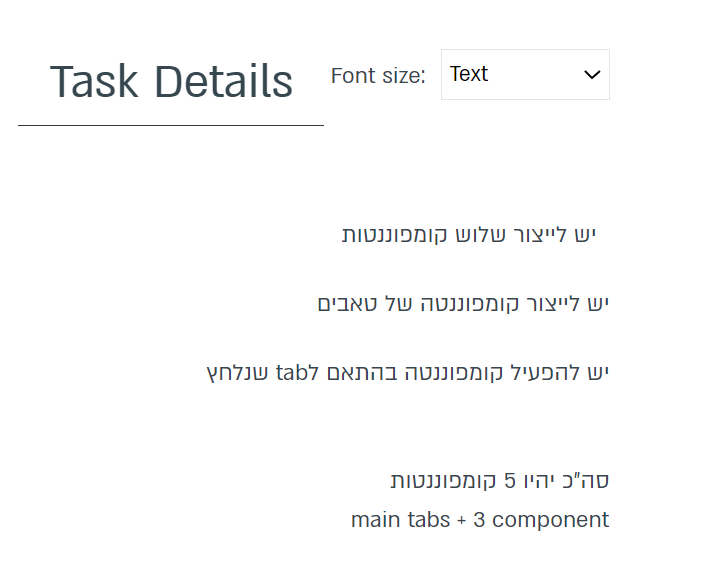 Task Details
Font size:
Text
יש לייצור שלוש קומפוננטות
יש לייצור קומפוננטה של טאבים
יש להפעיל קומפוננטה בהתאם לtab שנלחץ
סה"כ יהיו 5 קומפוננטות
main tabs + 3 component